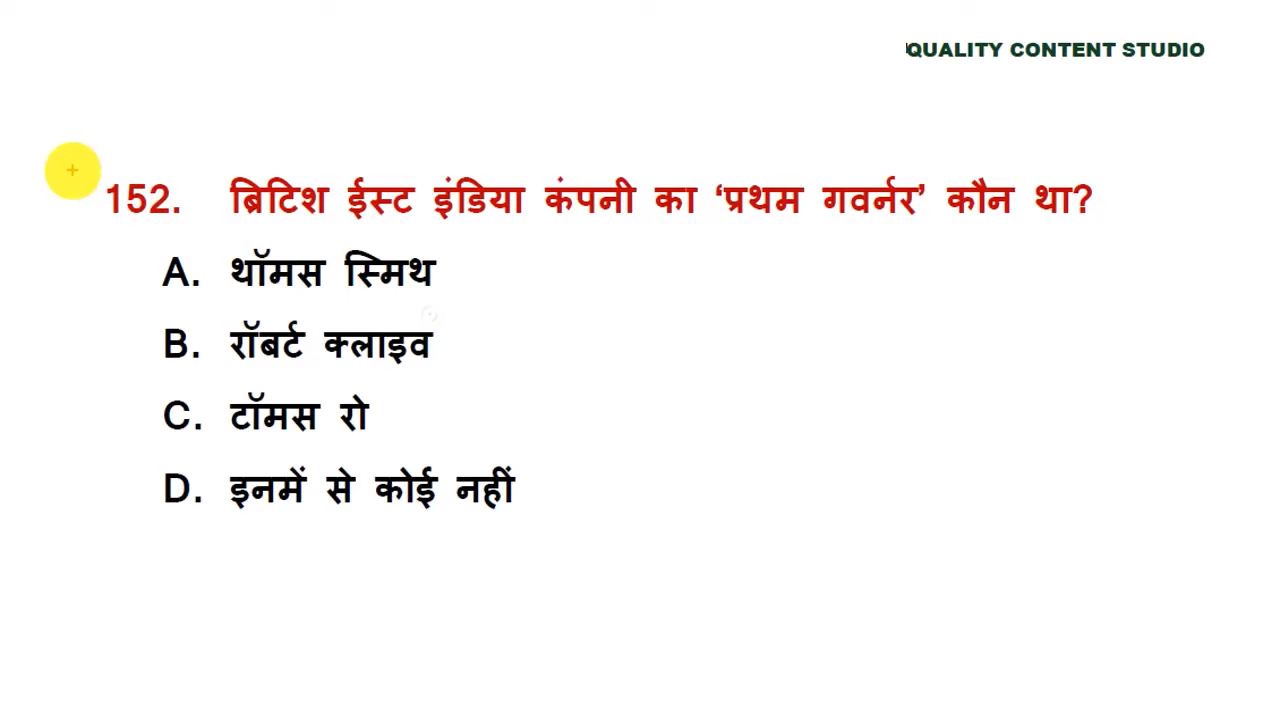 QUALITY CONTENT STUDIO
152. ब्रिटिश ईस्ट इंडिया कंपनी का ‘प्रथम गवर्नर’ कौन था?
A. थॉमस स्मिथ
B. रॉबर्ट क्लाइव
C. टॉमस रो
D. इनमें से कोई नहीं